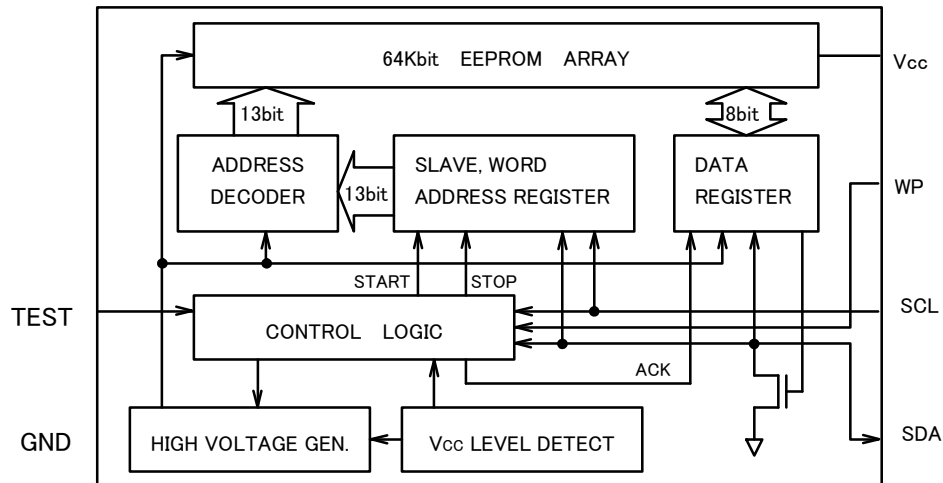 64Kbit EEPROM ARRAY
Vcc
13bit
8bit
ADDRESS
DECODER
13bit
SLAVE, WORD
ADDRESS REGISTER
DATA
REGISTER
WP
START
STOP
TEST
CONTROL LOGIC
SCL
ACK
GND
HIGH VOLTAGE GEN.
Vcc LEVEL DETECT
SDA